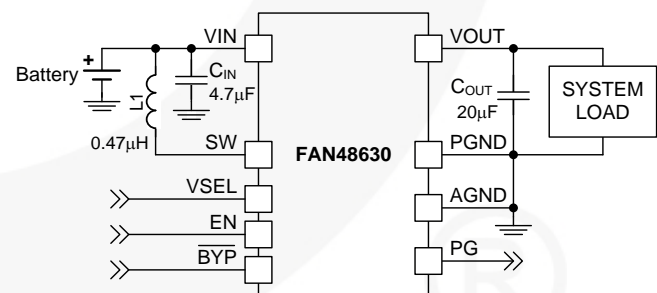 VIN
VOUT
Battery
+
C_IN
4.7µF
L1
0.47µH
SW
FAN48630
C_OUT
20µF
SYSTEM
LOAD
PGND
VSEL
AGND
EN
B̅Y̅P̅
PG
®